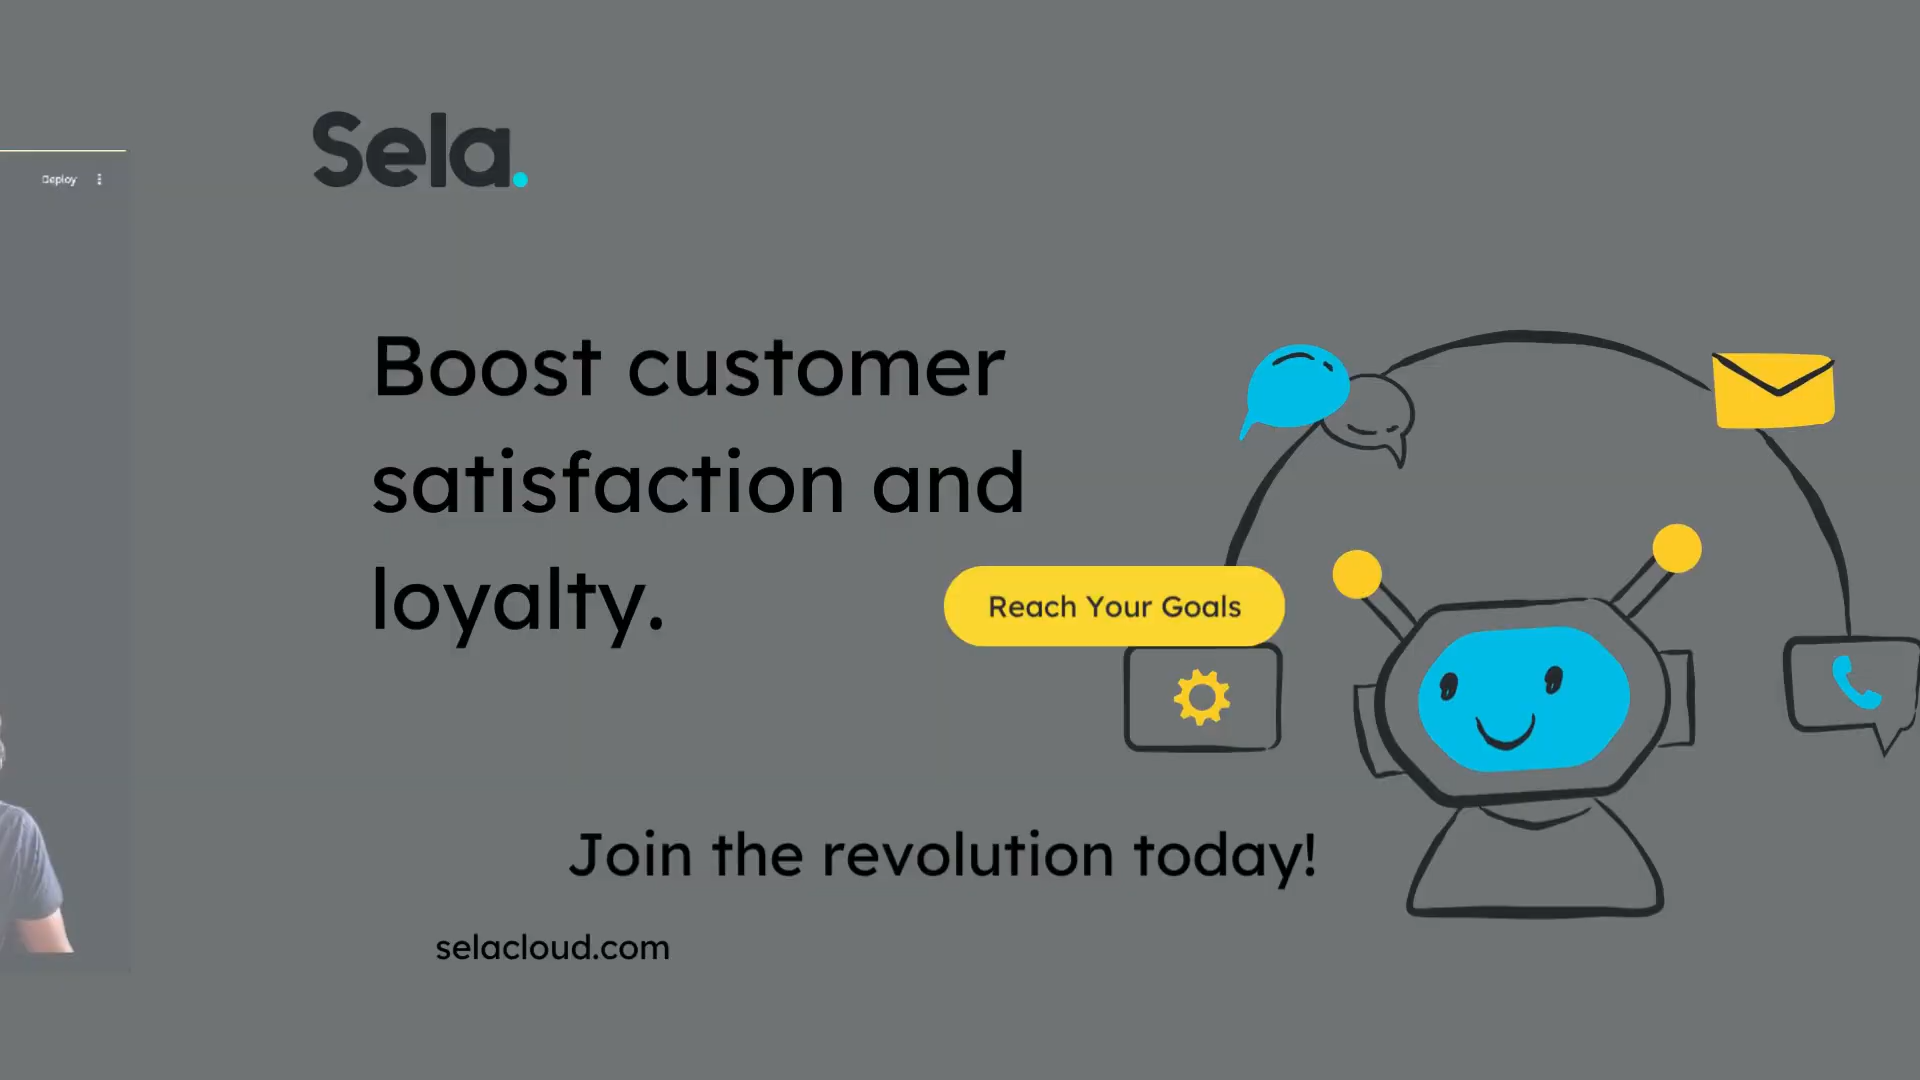 Sela.
Deploy
Boost customer
satisfaction and
loyalty.
Reach Your Goals
Join the revolution today!
selacloud.com